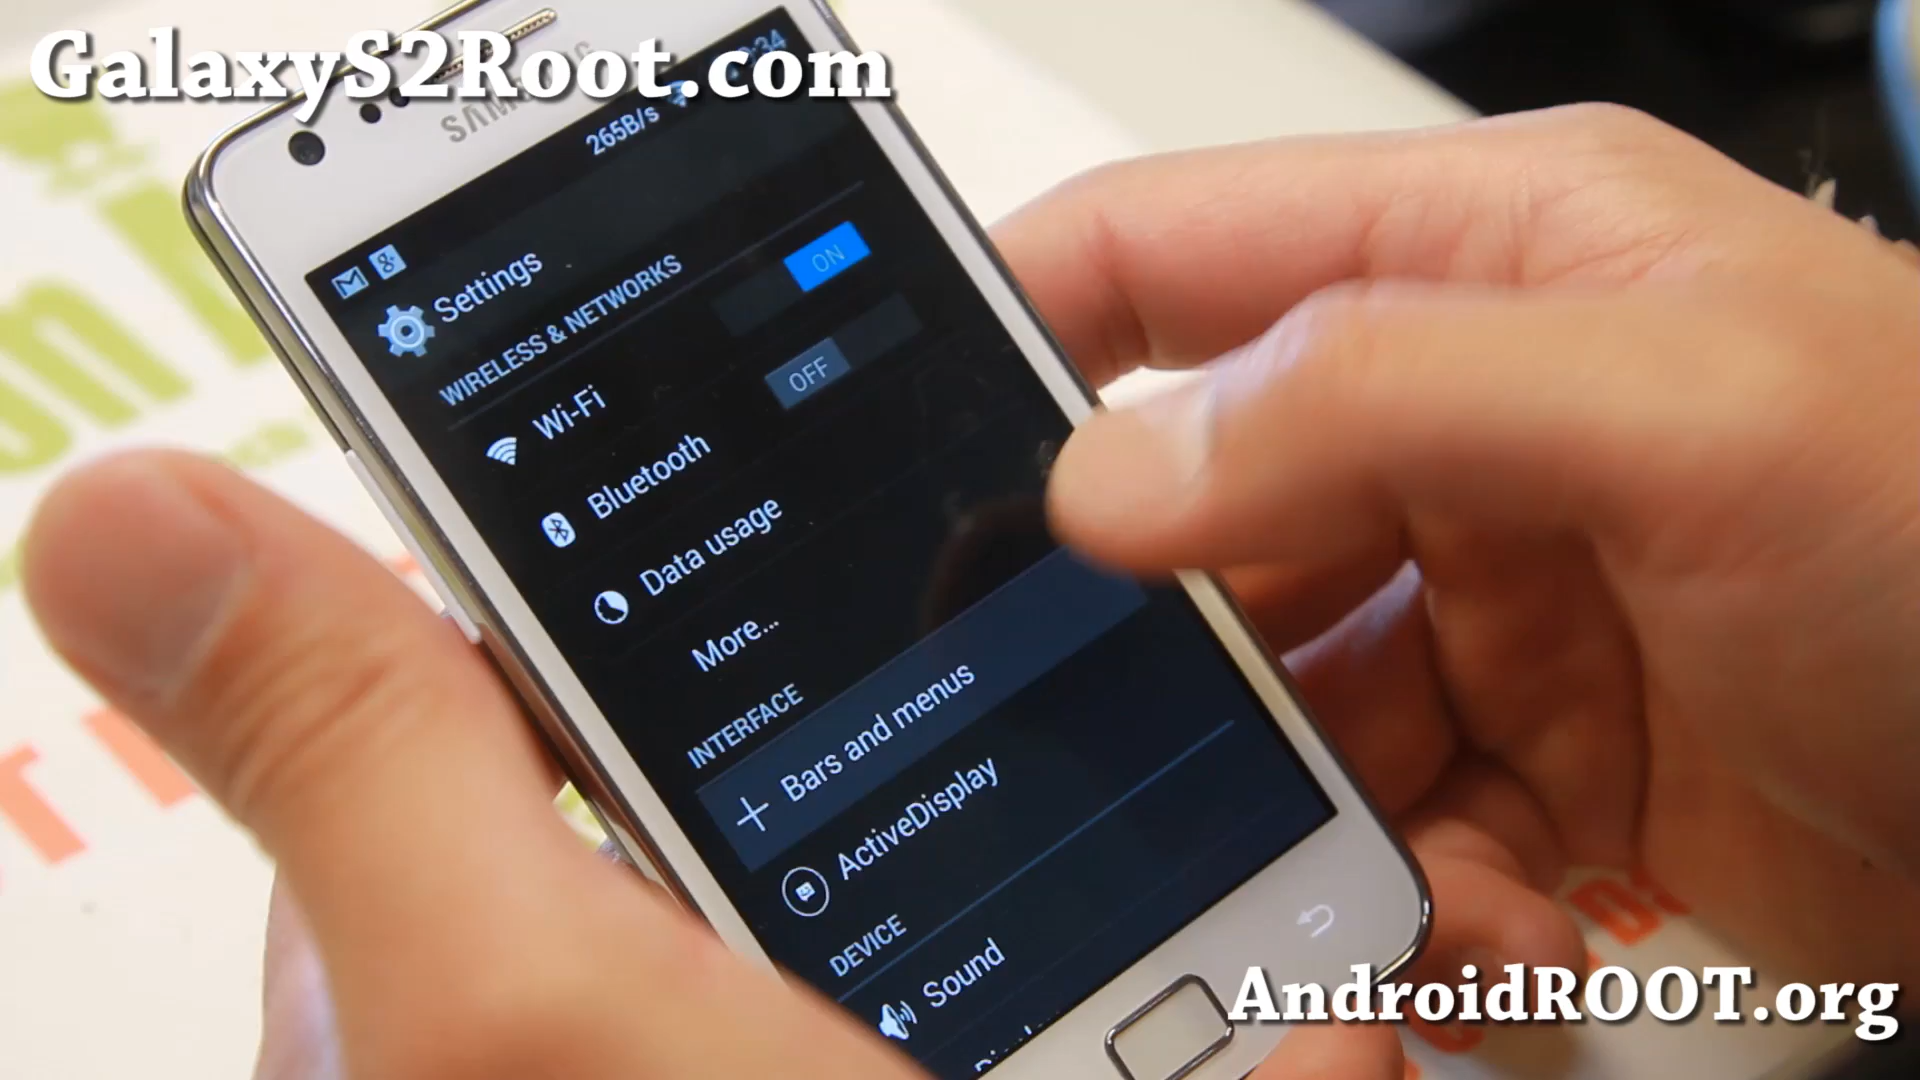 GalaxyS2Root.com
SAMSUNG
265B/s
Settings
WIRELESS & NETWORKS
Wi-Fi
ON
Bluetooth
OFF
Data usage
More...
INTERFACE
Bars and menus
ActiveDisplay
DEVICE
Sound
AndroidROOT.org